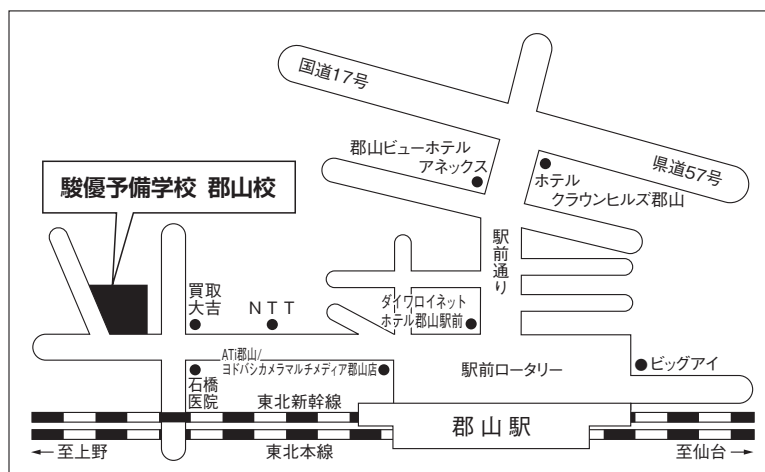 国道17号
県道57号
郡山ビューホテル
アネックス
ホテル
クラウンヒルズ郡山
駿優予備学校 郡山校
駅前通り
買取
大吉
NTT
ダイワロイネット
ホテル郡山駅前
ATi郡山/
ヨドバシカメラマルチメディア郡山店
駅前ロータリー
ビッグアイ
石橋
医院
東北新幹線
郡山駅
←至上野
東北本線
至仙台→